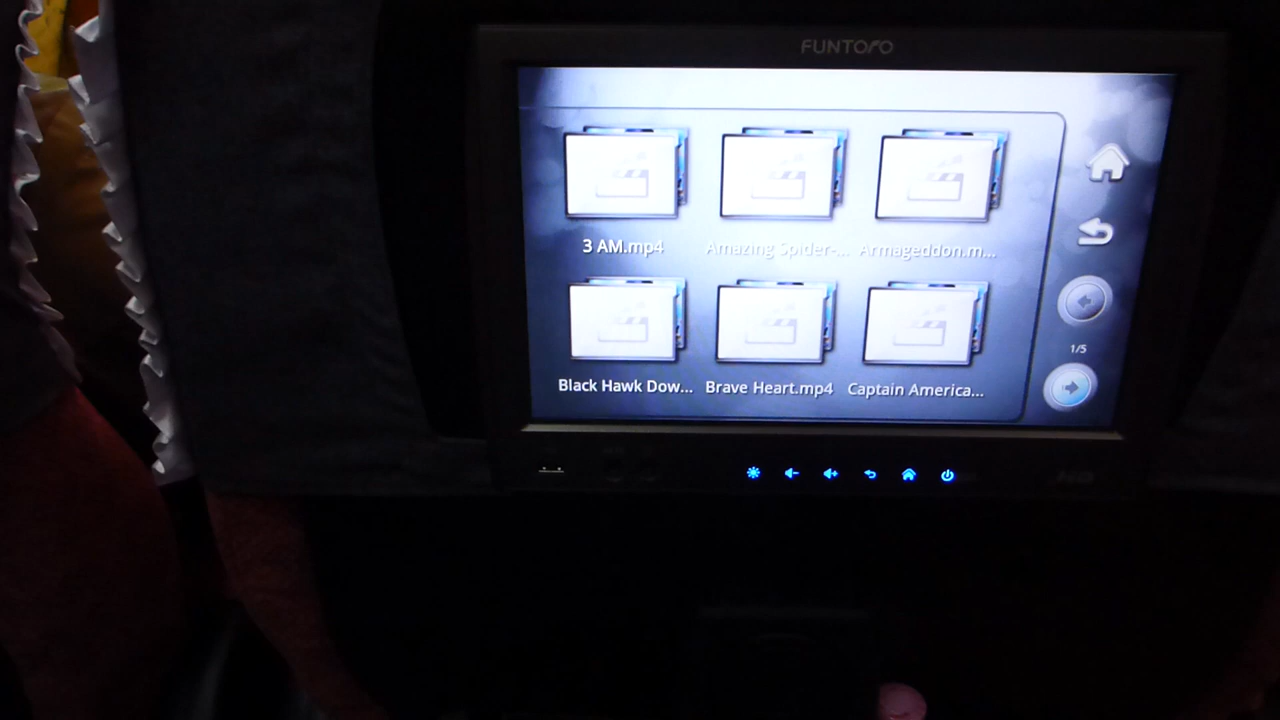 FUNTORO
3 AM.mp4 Amazing Spider-... Armageddon.m...
Black Hawk Dow... Brave Heart.mp4 Captain America...
1/5